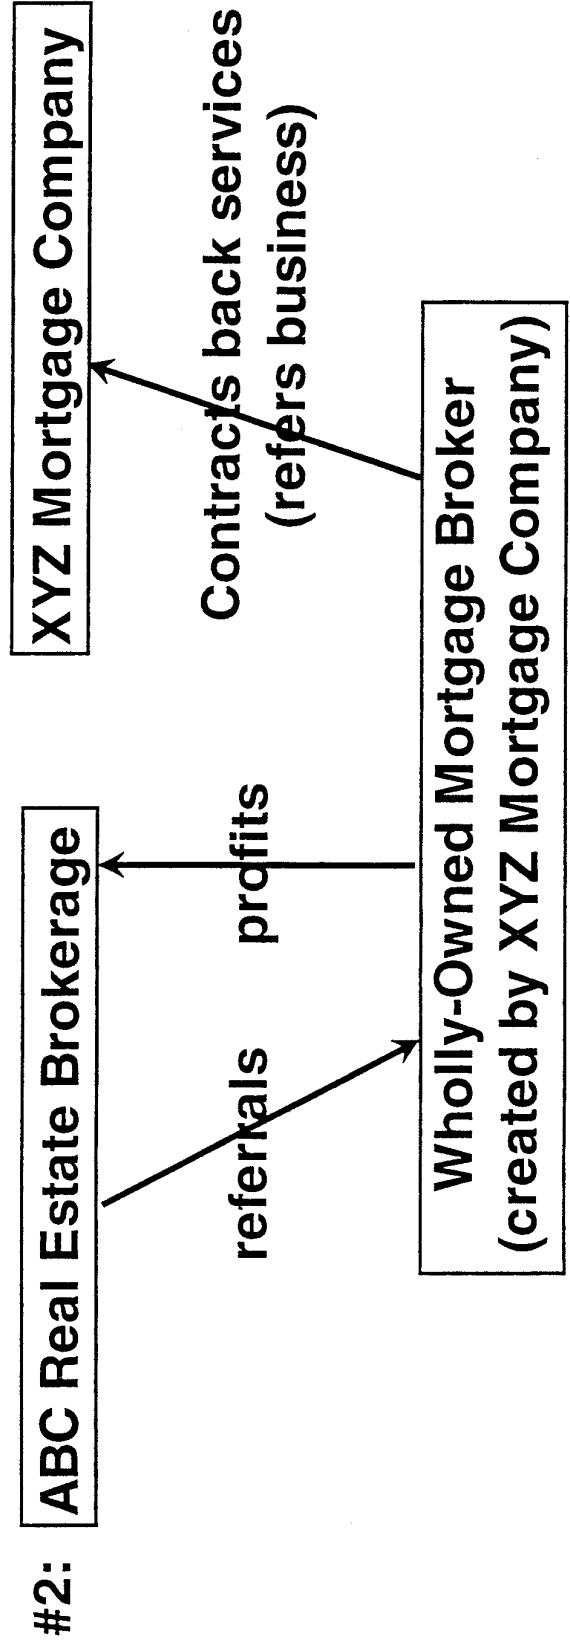 #2:
ABC Real Estate Brokerage
XYZ Mortgage Company
referrals
profits
Contracts back services
(refers business)
Wholly-Owned Mortgage Broker
(created by XYZ Mortgage Company)